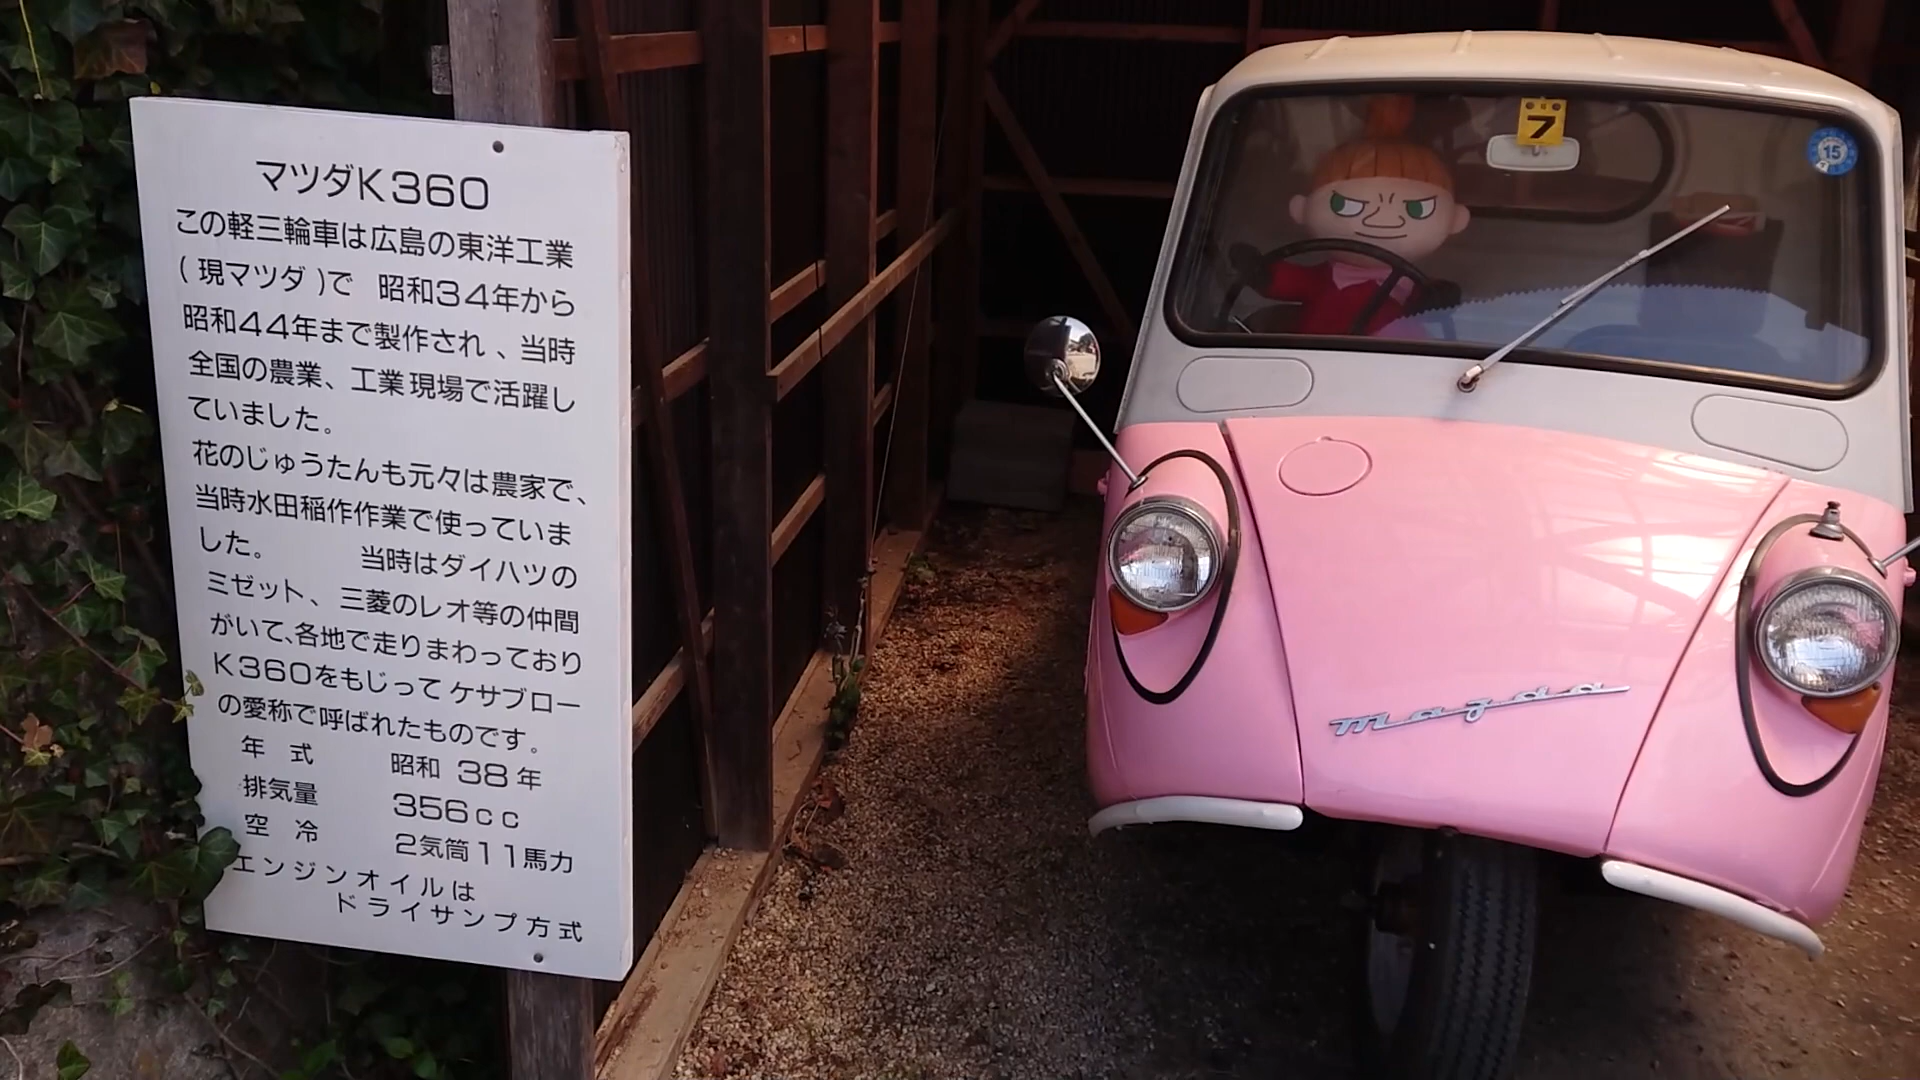 マツダK360
この軽三輪車は広島の東洋工業
(現マツダ)で 昭和34年から
昭和44年まで製作され、当時
全国の農業、工業現場で活躍し
ていました。
花のじゅうたんも元々は農家で、
当時水田稲作作業で使っていま
した。 当時はダイハツの
ミゼット、三菱のレオ等の仲間
がいて、各地で走りまわっており
K360をもじってケサブロー
の愛称で呼ばれたものです。
年 式 昭和 38年
排気量 356cc
空 冷 2気筒11馬力
エンジンオイルは
ドライサンプ方式
7
15
mazda